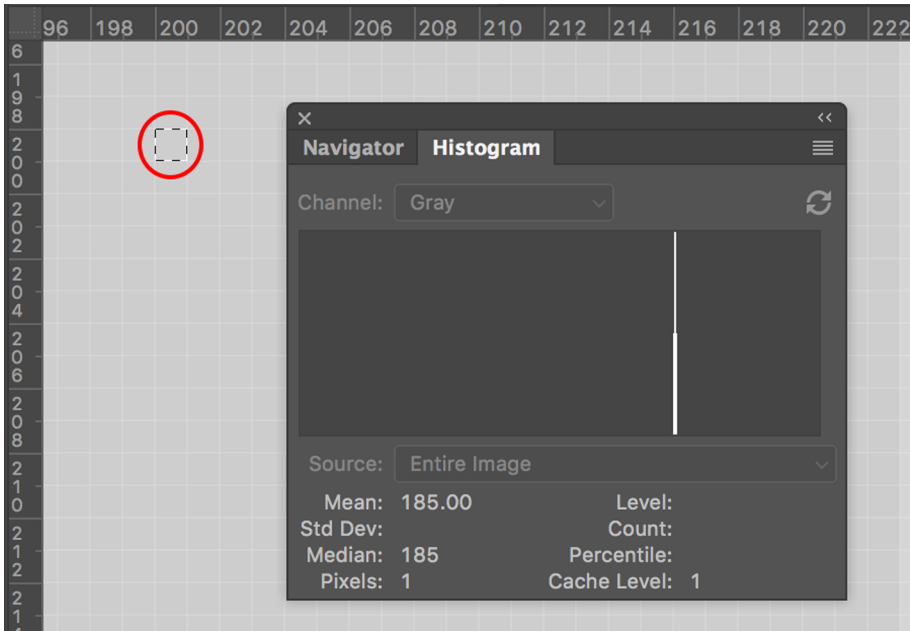 96 198 200 202 204 206 208 210 212 214 216 218 220 222
6
198
200
202
204
206
208
210
212
21
Navigator Histogram
Channel: Gray
Source: Entire Image
Mean: 185.00 Level:
Std Dev: Count:
Median: 185 Percentile:
Pixels: 1 Cache Level: 1